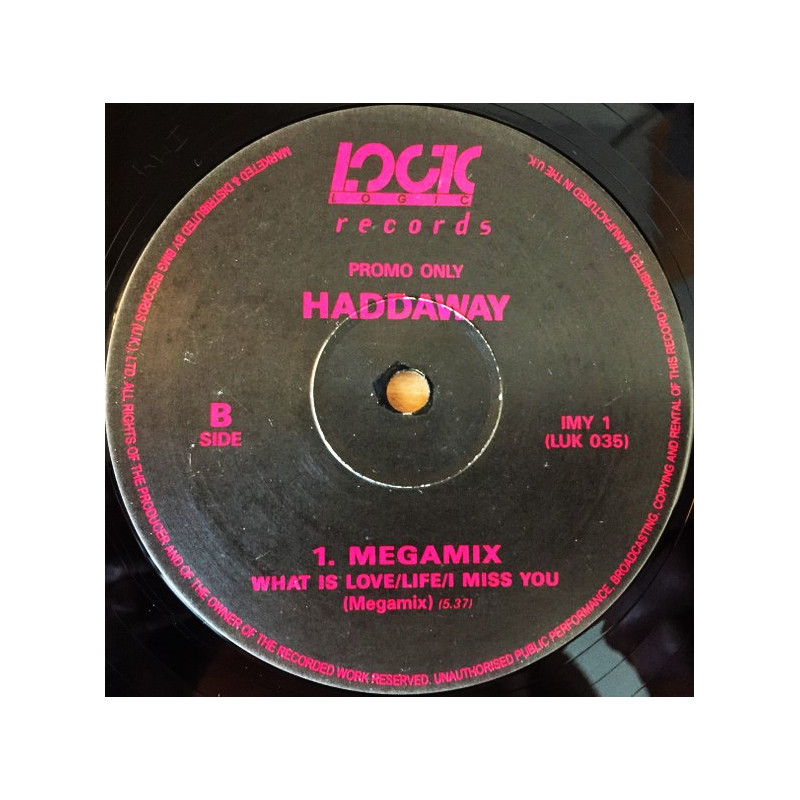 LOGIC
LOGIC
records
PROMO ONLY
HADDAWAY
B
SIDE
IMY 1
(LUK 035)
1. MEGAMIX
WHAT IS LOVE/LIFE/I MISS YOU
(Megamix) (5.37)
MARKETED & DISTRIBUTED BY BMG RECORDS (U.K.) LTD. ALL RIGHTS OF THE PRODUCER AND OF THE OWNER OF THE RECORDED WORK RESERVED. UNAUTHORISED PUBLIC PERFORMANCE, BROADCASTING, COPYING AND RENTAL OF THIS RECORD PROHIBITED. MANUFACTURED IN THE U.K.